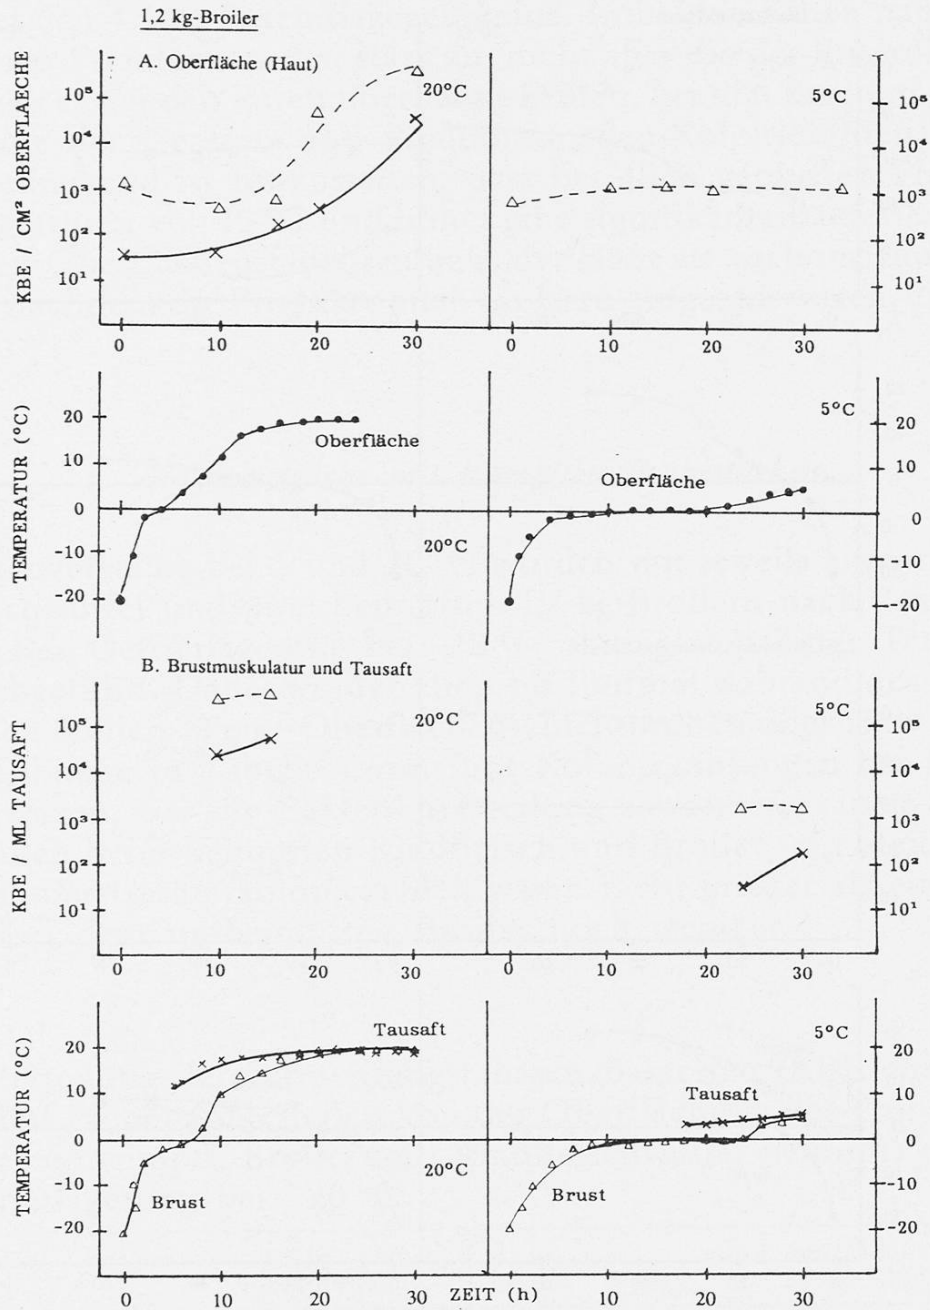 1,2 kg-Broiler
A. Oberfläche (Haut)
KBE / CM² OBERFLAECHE
10⁵
10⁴
10³
10²
10¹
20°C
5°C
10⁵
10⁴
10³
10²
10¹
0
10
20
30
0
10
20
30
TEMPERATUR (°C)
20
10
0
-10
-20
Oberfläche
20°C
Oberfläche
5°C
20
10
0
-10
-20
B. Brustmuskulatur und Tausaft
KBE / ML TAUSAFT
10⁵
10⁴
10³
10²
10¹
20°C
5°C
10⁵
10⁴
10³
10²
10¹
0
10
20
30
0
10
20
30
TEMPERATUR (°C)
20
10
0
-10
-20
Tausaft
Brust
20°C
Tausaft
Brust
5°C
20
10
0
-10
-20
0
10
20
30
0
10
20
30
ZEIT (h)